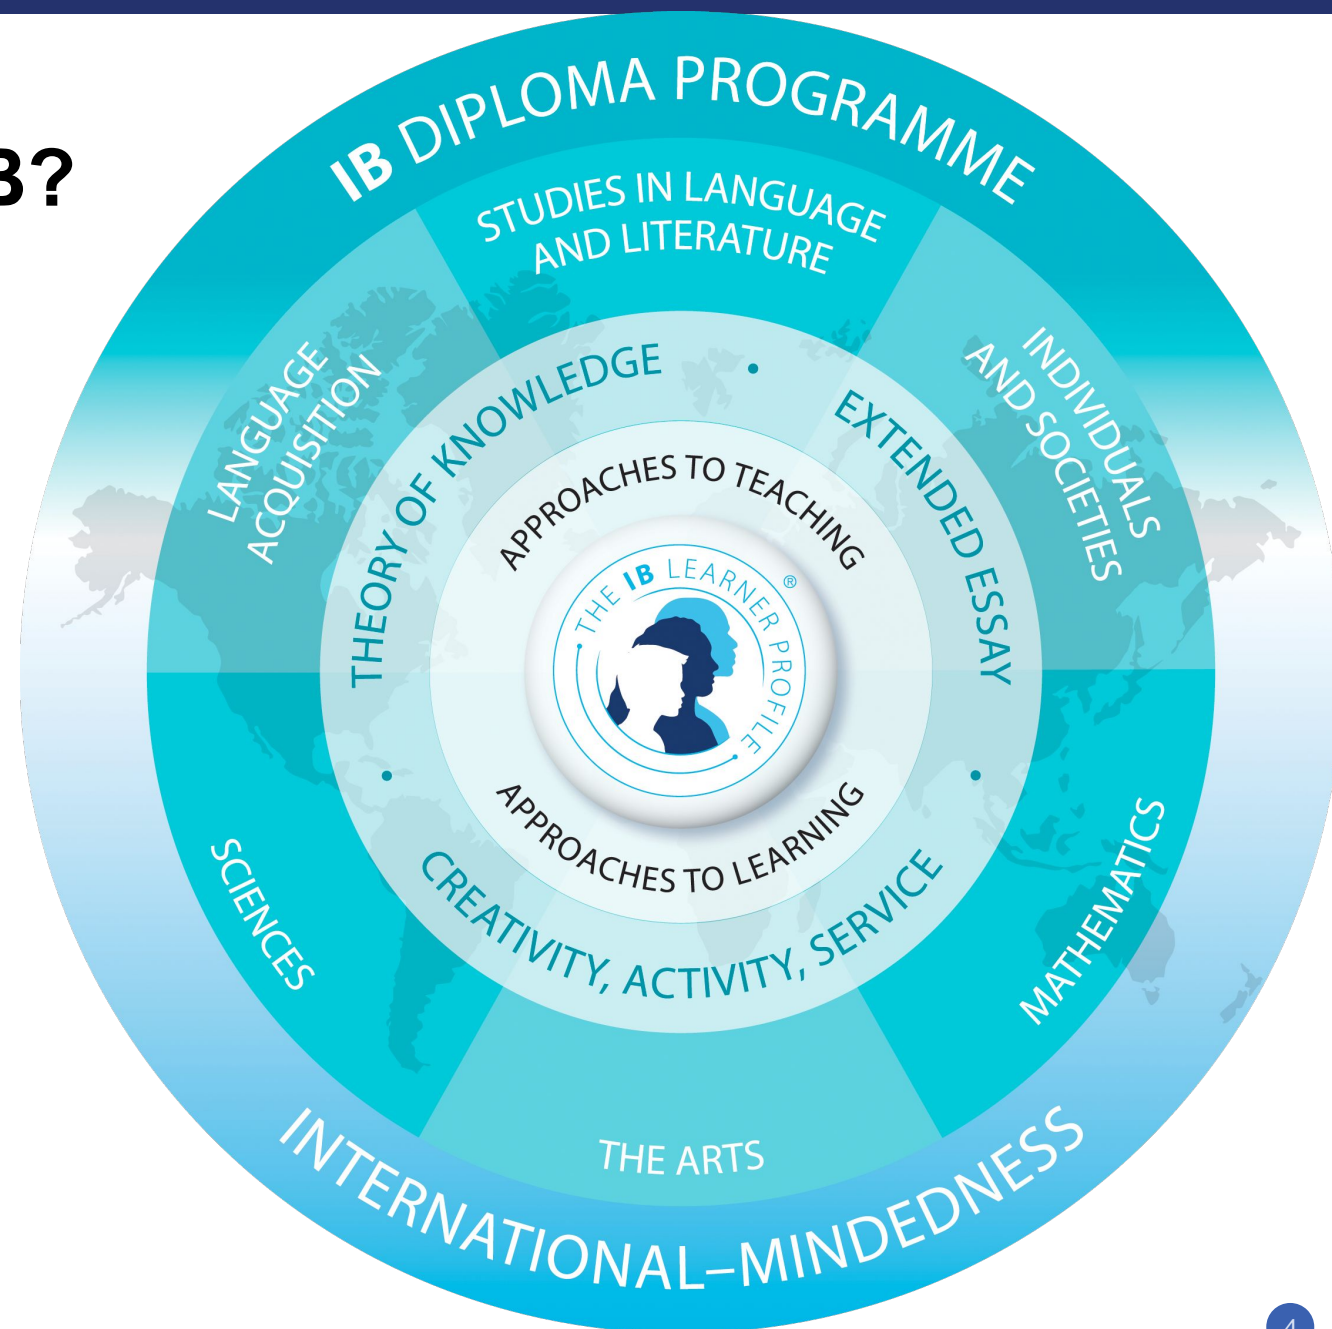 B?
IB DIPLOMA PROGRAMME
STUDIES IN LANGUAGE
AND LITERATURE
LANGUAGE
ACQUISITION
INDIVIDUALS
AND SOCIETIES
THEORY OF KNOWLEDGE •
EXTENDED ESSAY •
APPROACHES TO TEACHING
• THE IB LEARNER PROFILE • ®
APPROACHES TO LEARNING
CREATIVITY, ACTIVITY, SERVICE •
SCIENCES
MATHEMATICS
THE ARTS
INTERNATIONAL–MINDEDNESS
4